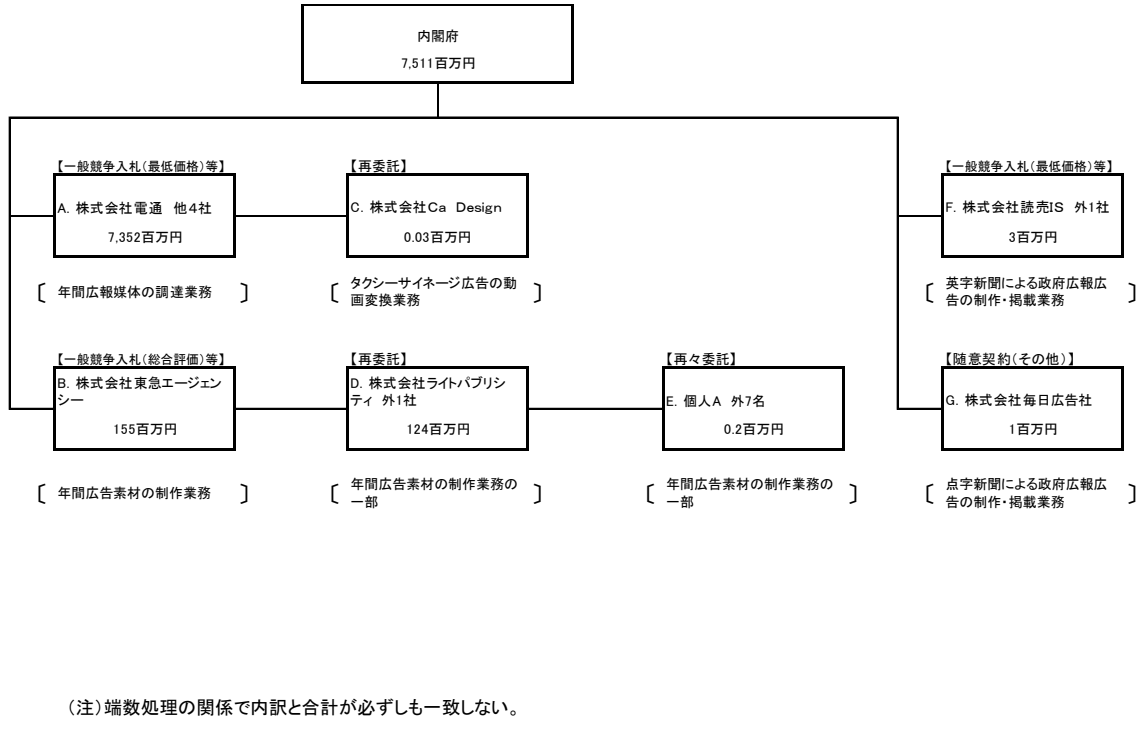 内閣府
7,511百万円
【一般競争入札(最低価格)等】
A. 株式会社電通　他4社
7,352百万円
〔 年間広報媒体の調達業務 〕
【再委託】
C. 株式会社Ca　Design
0.03百万円
〔 タクシーサイネージ広告の動
画変換業務 〕
【一般競争入札(最低価格)等】
F. 株式会社読売IS　外1社
3百万円
〔 英字新聞による政府広報広
告の制作・掲載業務 〕
【一般競争入札(総合評価)等】
B. 株式会社東急エージェン
シー
155百万円
〔 年間広告素材の制作業務 〕
【再委託】
D. 株式会社ライトパブリシ
ティ　外1社
124百万円
〔 年間広告素材の制作業務の
一部 〕
【再々委託】
E. 個人A　外7名
0.2百万円
〔 年間広告素材の制作業務の
一部 〕
【随意契約(その他)】
G. 株式会社毎日広告社
1百万円
〔 点字新聞による政府広報広
告の制作・掲載業務 〕
(注)端数処理の関係で内訳と合計が必ずしも一致しない。